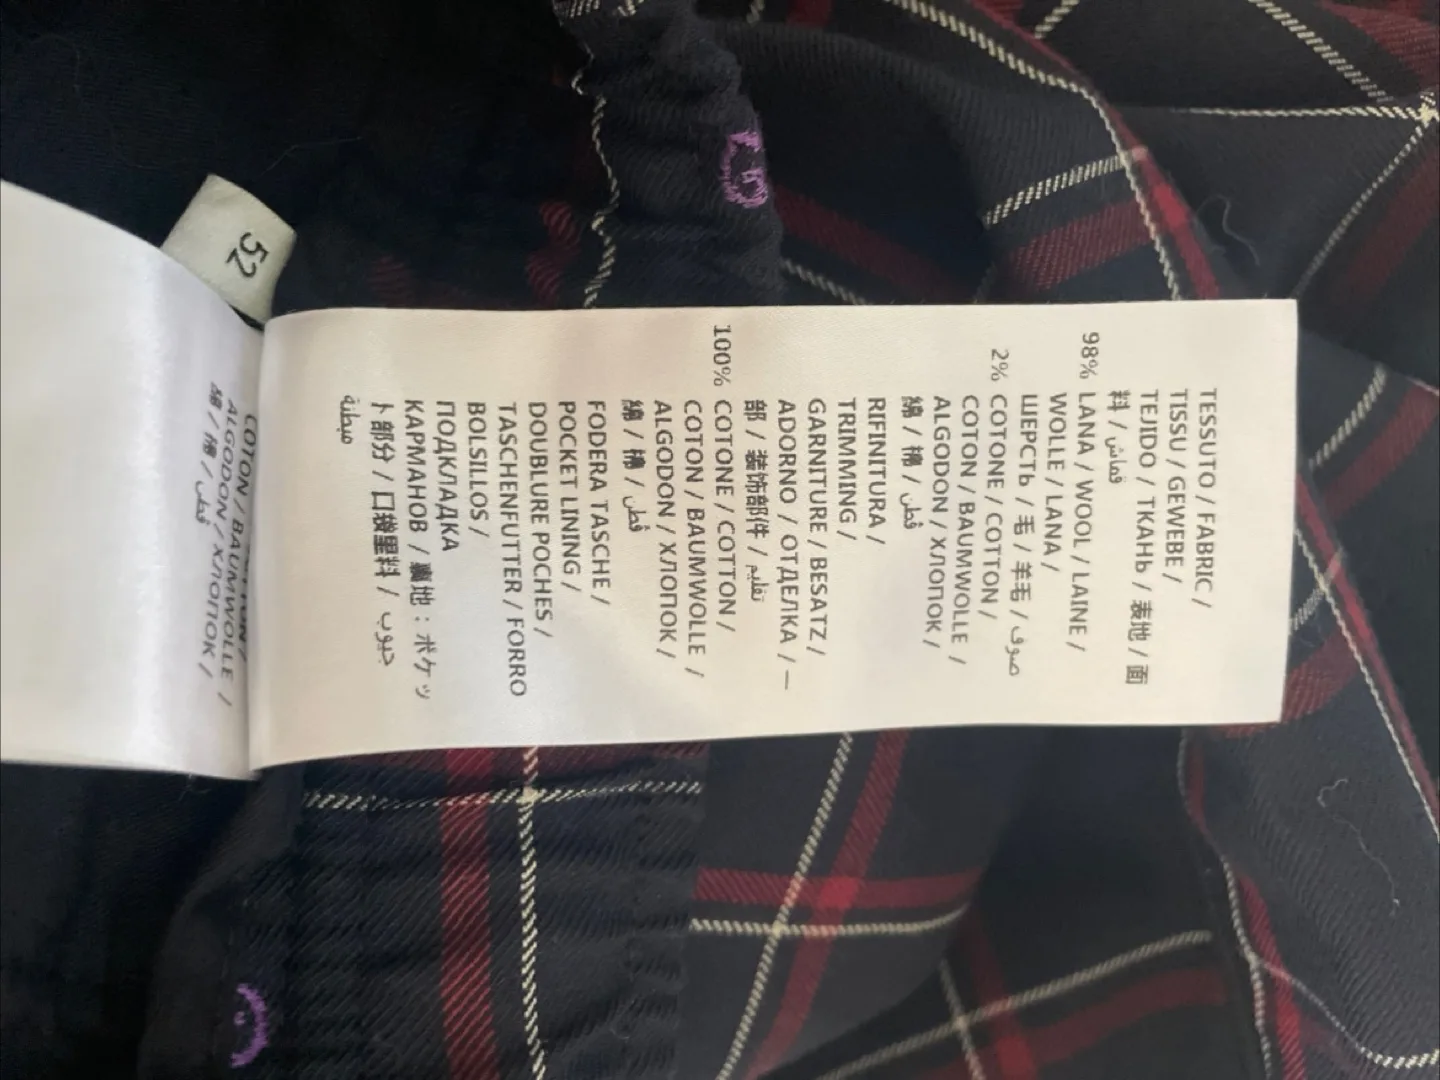 52
TESSUTO / FABRIC /
TISSU / GEWEBE /
TEJIDO / ТКАНЬ / 表地 / 面
料 / قماش
98% LANA / WOOL / LAINE /
WOLLE / LANA /
ШЕРСТЬ / 毛 / 羊毛 / صوف
2% COTONE / COTTON /
COTON / BAUMWOLLE /
ALGODON / ХЛОПОК /
綿 / 棉 / قطن
RIFINITURA /
TRIMMING /
GARNITURE / BESATZ /
ADORNO / ОТДЕЛКА / 一
部 / 装饰部件 / تقليم
100% COTONE / COTTON /
COTON / BAUMWOLLE /
ALGODON / ХЛОПОК /
綿 / 棉 / قطن
FODERA TASCHE /
POCKET LINING /
DOUBLURE POCHES /
TASCHENFUTTER / FORRO
BOLSILLOS /
ПОДКЛАДКА
КАРМАНОВ / 裏地 : ポケッ
ト部分 / 口袋里料 / جيوب
مبطنة
COTON / BAUMWOLLE /
ALGODON / ХЛОПОК /
綿 / 棉 / قطن